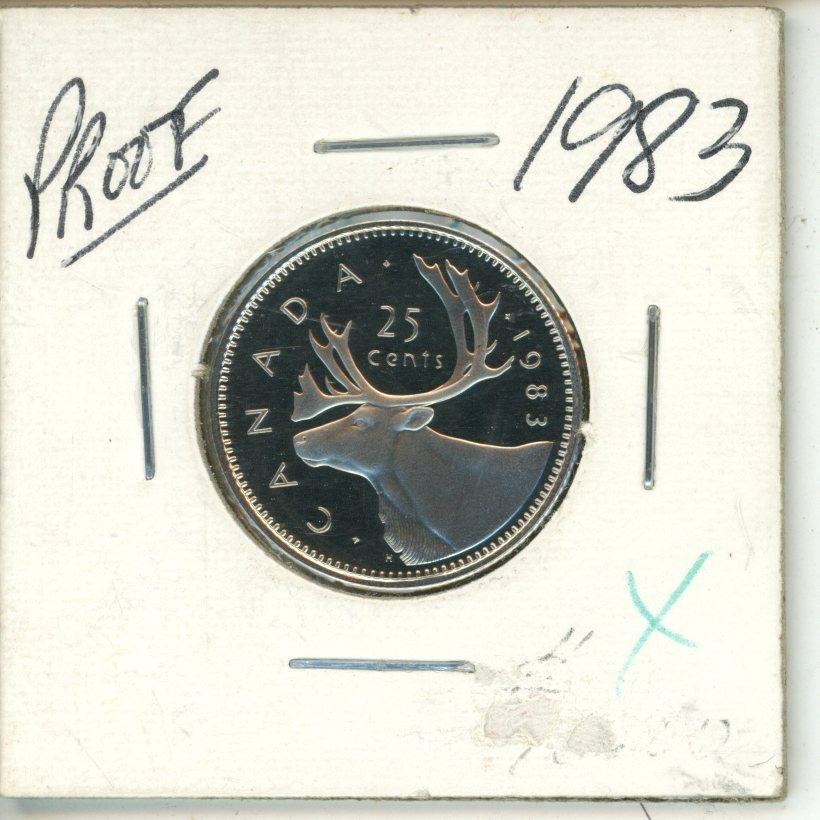 PROOF
1983
CANADA
25
cents
1983
H
X